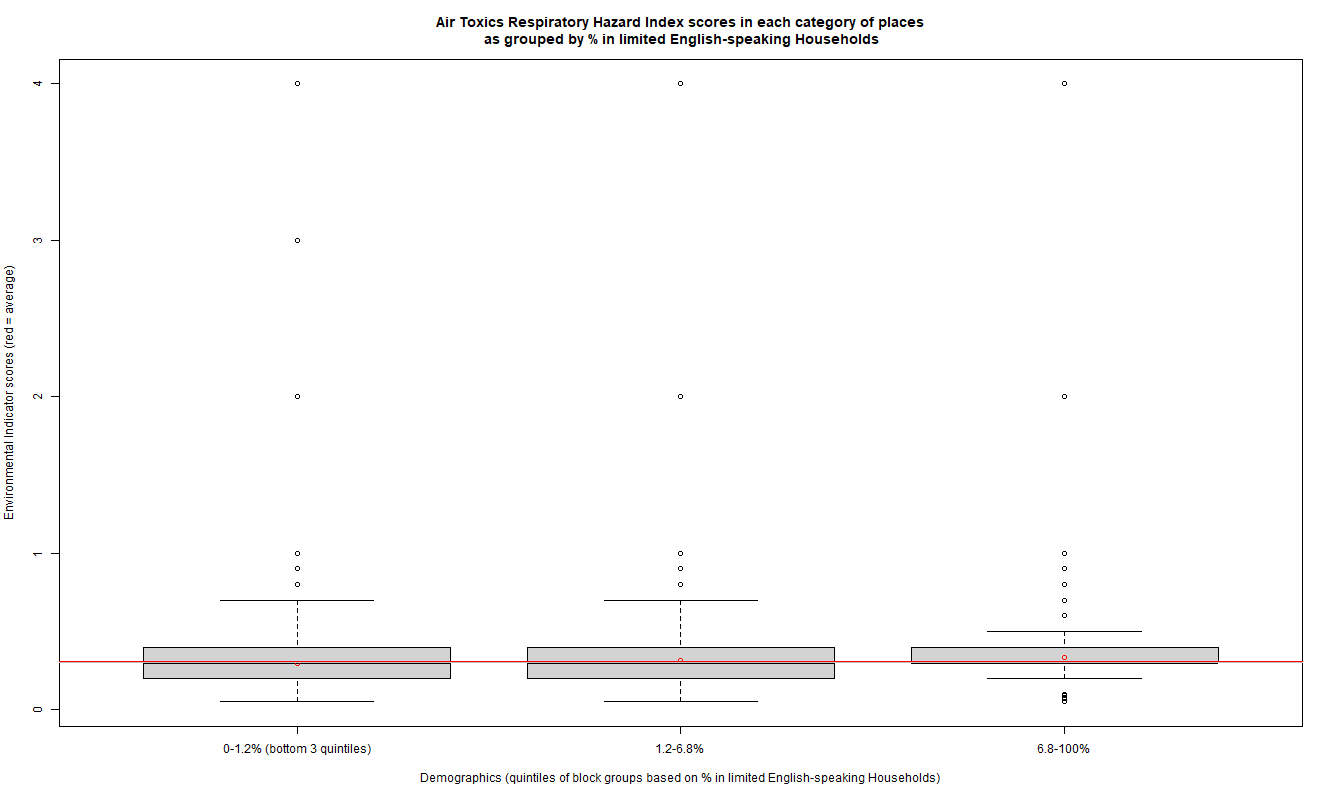 Air Toxics Respiratory Hazard Index scores in each category of places
as grouped by % in limited English-speaking Households
Environmental Indicator scores (red = average)
4
3
2
1
0
0-1.2% (bottom 3 quintiles)
1.2-6.8%
6.8-100%
Demographics (quintiles of block groups based on % in limited English-speaking Households)